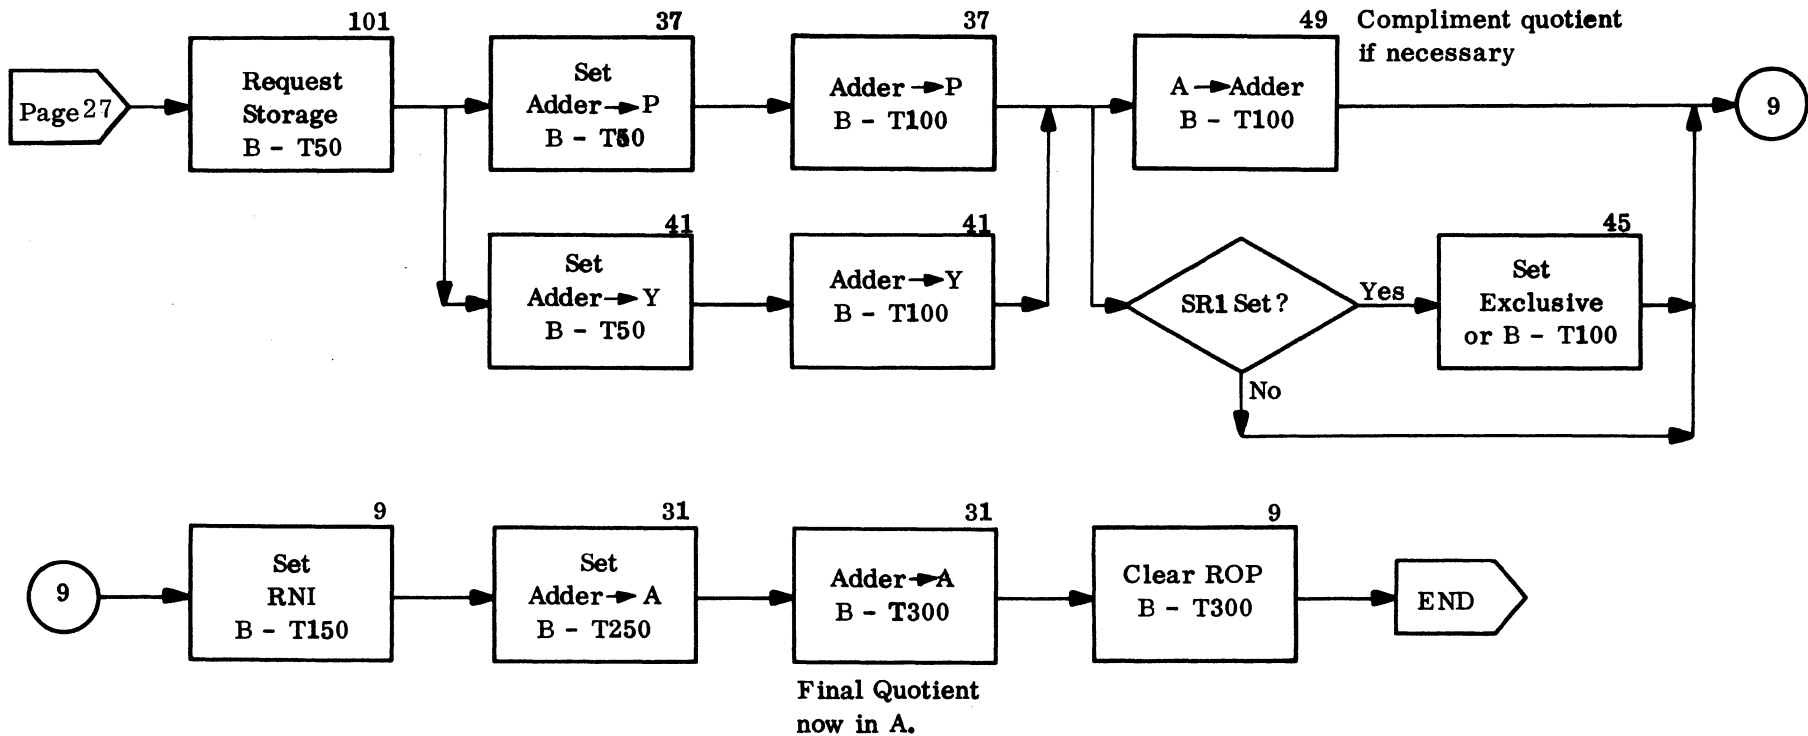 101
37
37
49
Compliment quotient
if necessary
Page 27
Request
Storage
B - T50
Set
Adder→P
B - T50
Adder→P
B - T100
A→Adder
B - T100
9
41
Set
Adder→Y
B - T50
41
Adder→Y
B - T100
SR1 Set?
Yes
No
45
Set
Exclusive
or B - T100
9
9
Set
RNI
B - T150
31
Set
Adder→A
B - T250
31
Adder→A
B - T300
Final Quotient
now in A.
9
Clear ROP
B - T300
END